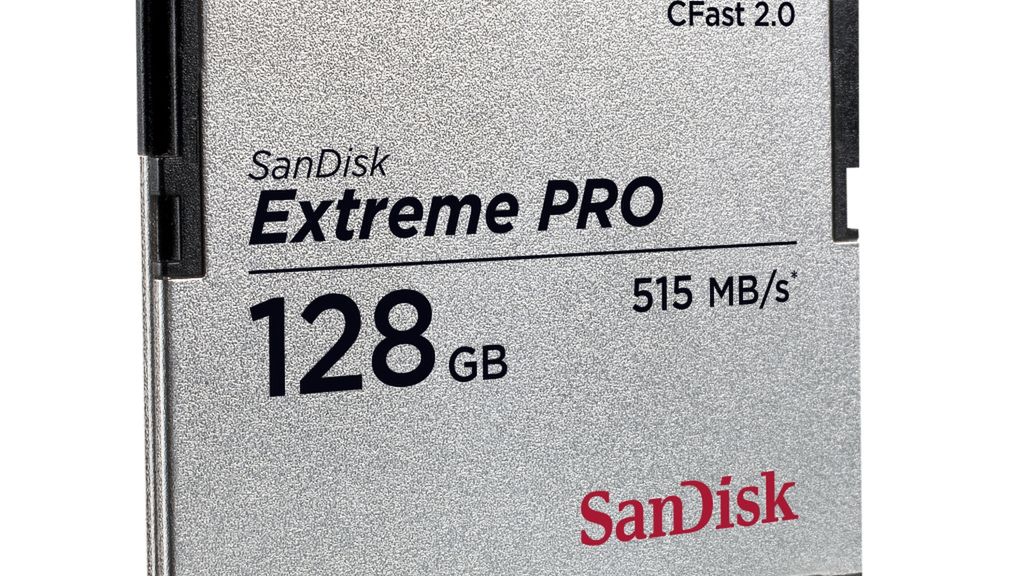 CFast 2.0
SanDisk
Extreme PRO
515 MB/s*
128 GB
SanDisk